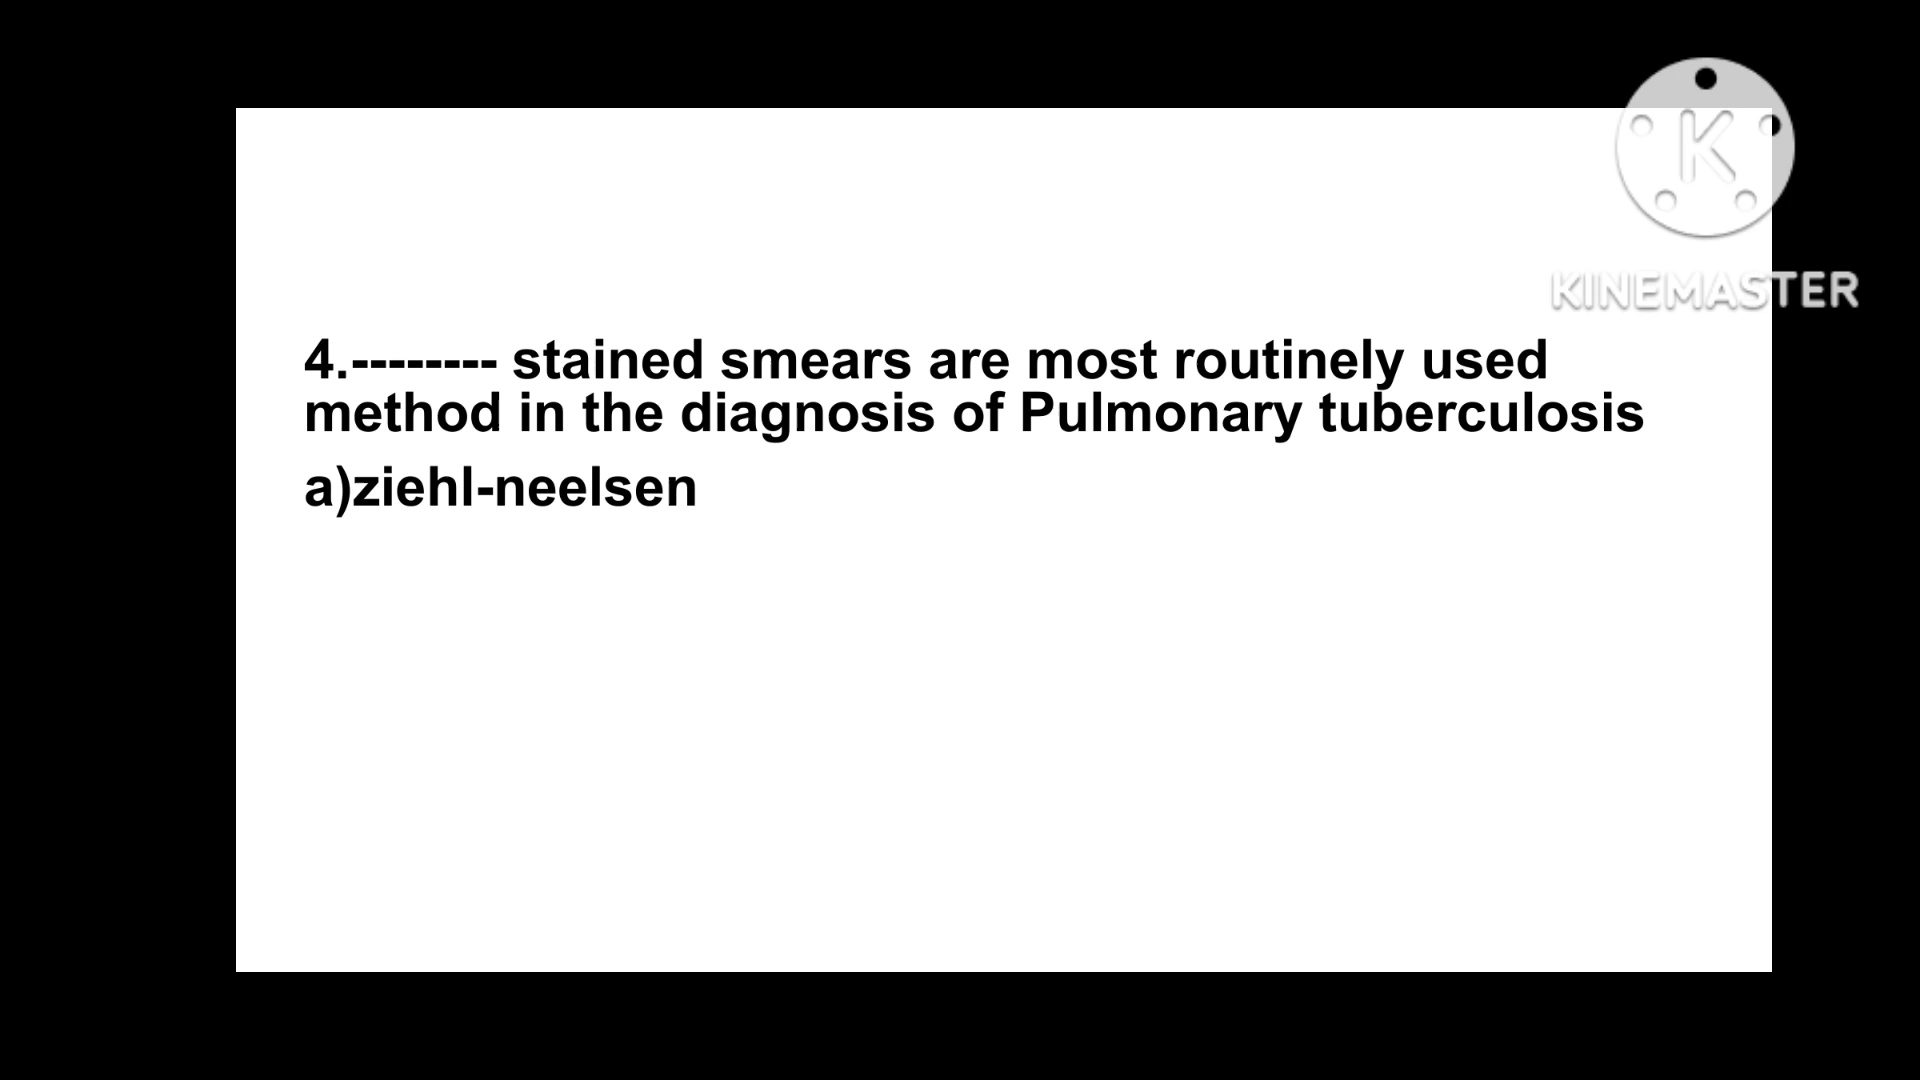 K
KINEMASTER
4.-------- stained smears are most routinely used
method in the diagnosis of Pulmonary tuberculosis
a)ziehl-neelsen